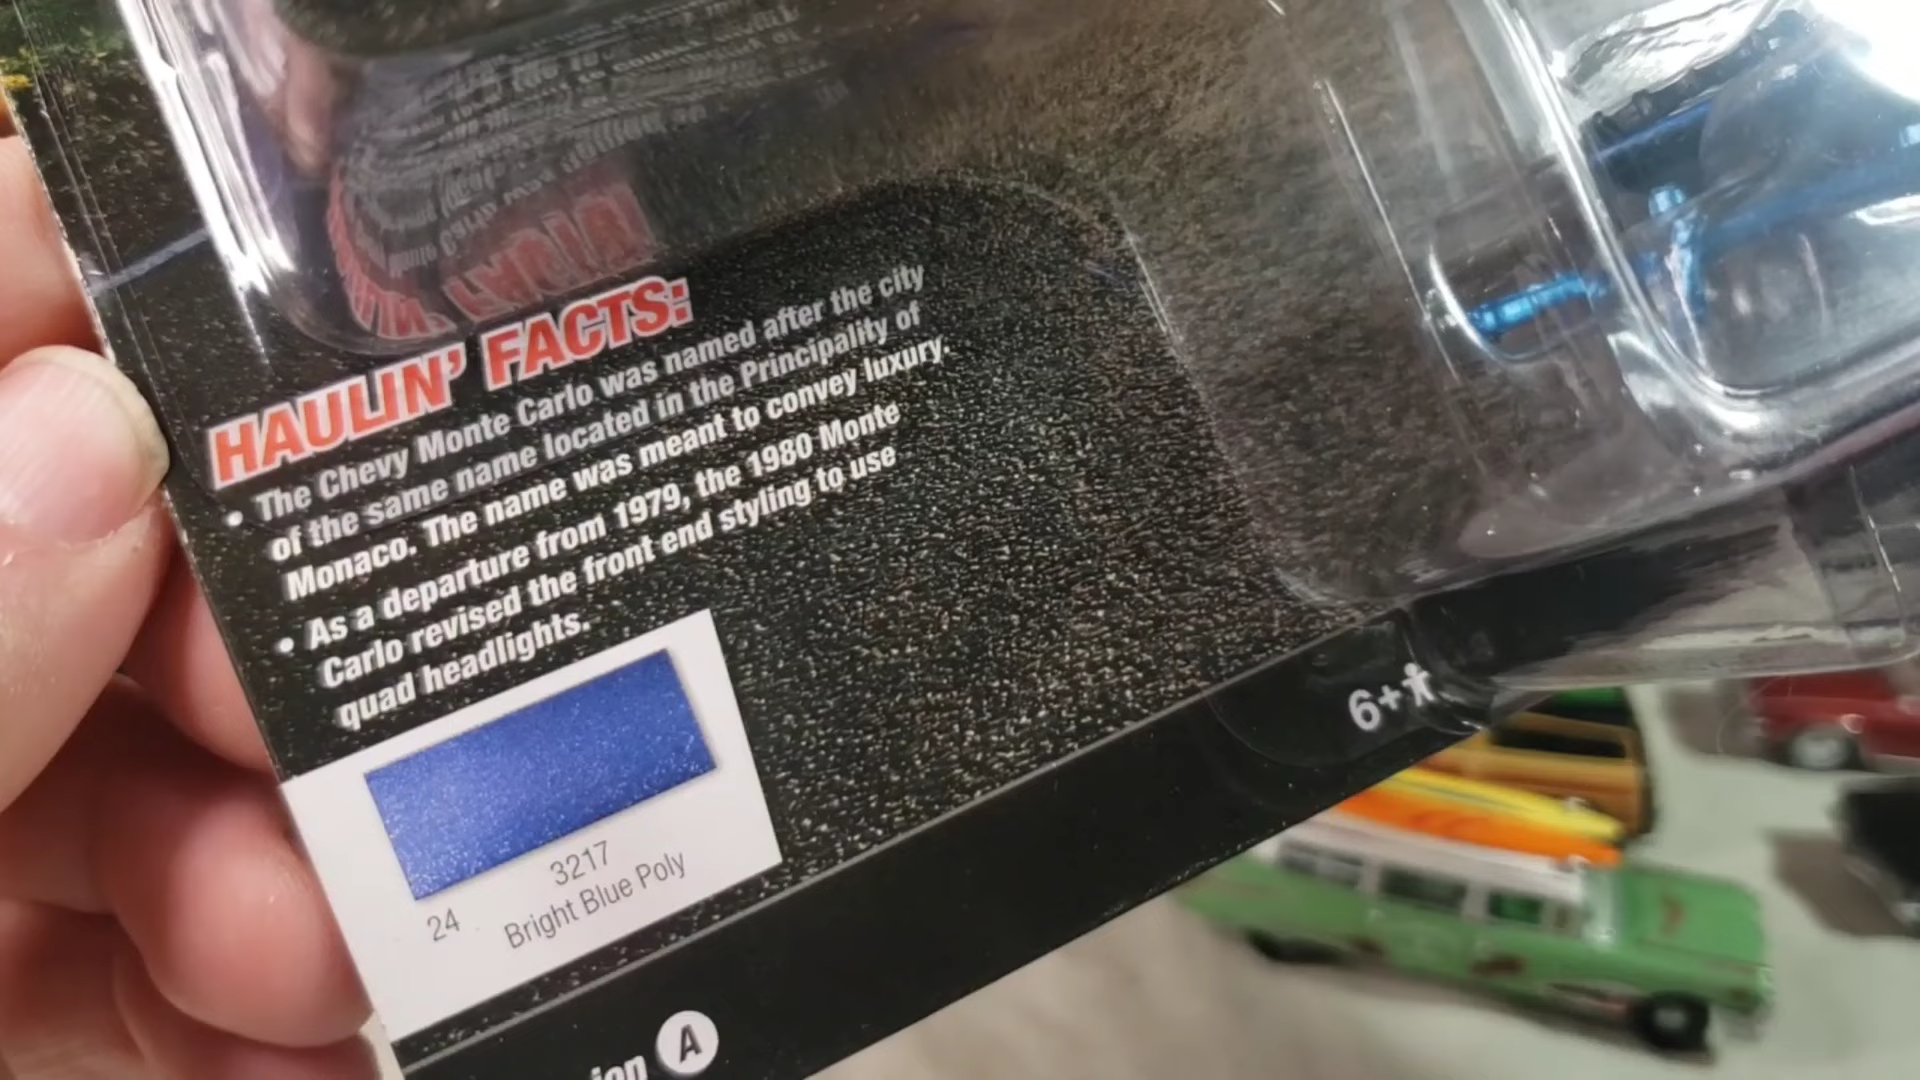 HAULIN' FACTS:
• The Chevy Monte Carlo was named after the city
of the same name located in the Principality of
Monaco. The name was meant to convey luxury.
• As a departure from 1979, the 1980 Monte
Carlo revised the front end styling to use
quad headlights.
3217
24 Bright Blue Poly
6+
ion A